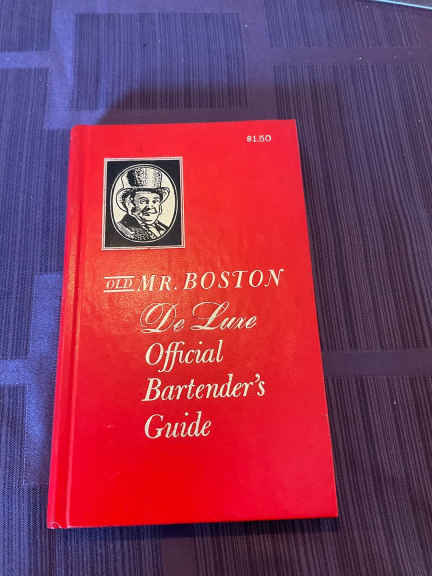 $1.50
OLD MR. BOSTON
De Luxe
Official
Bartender's
Guide